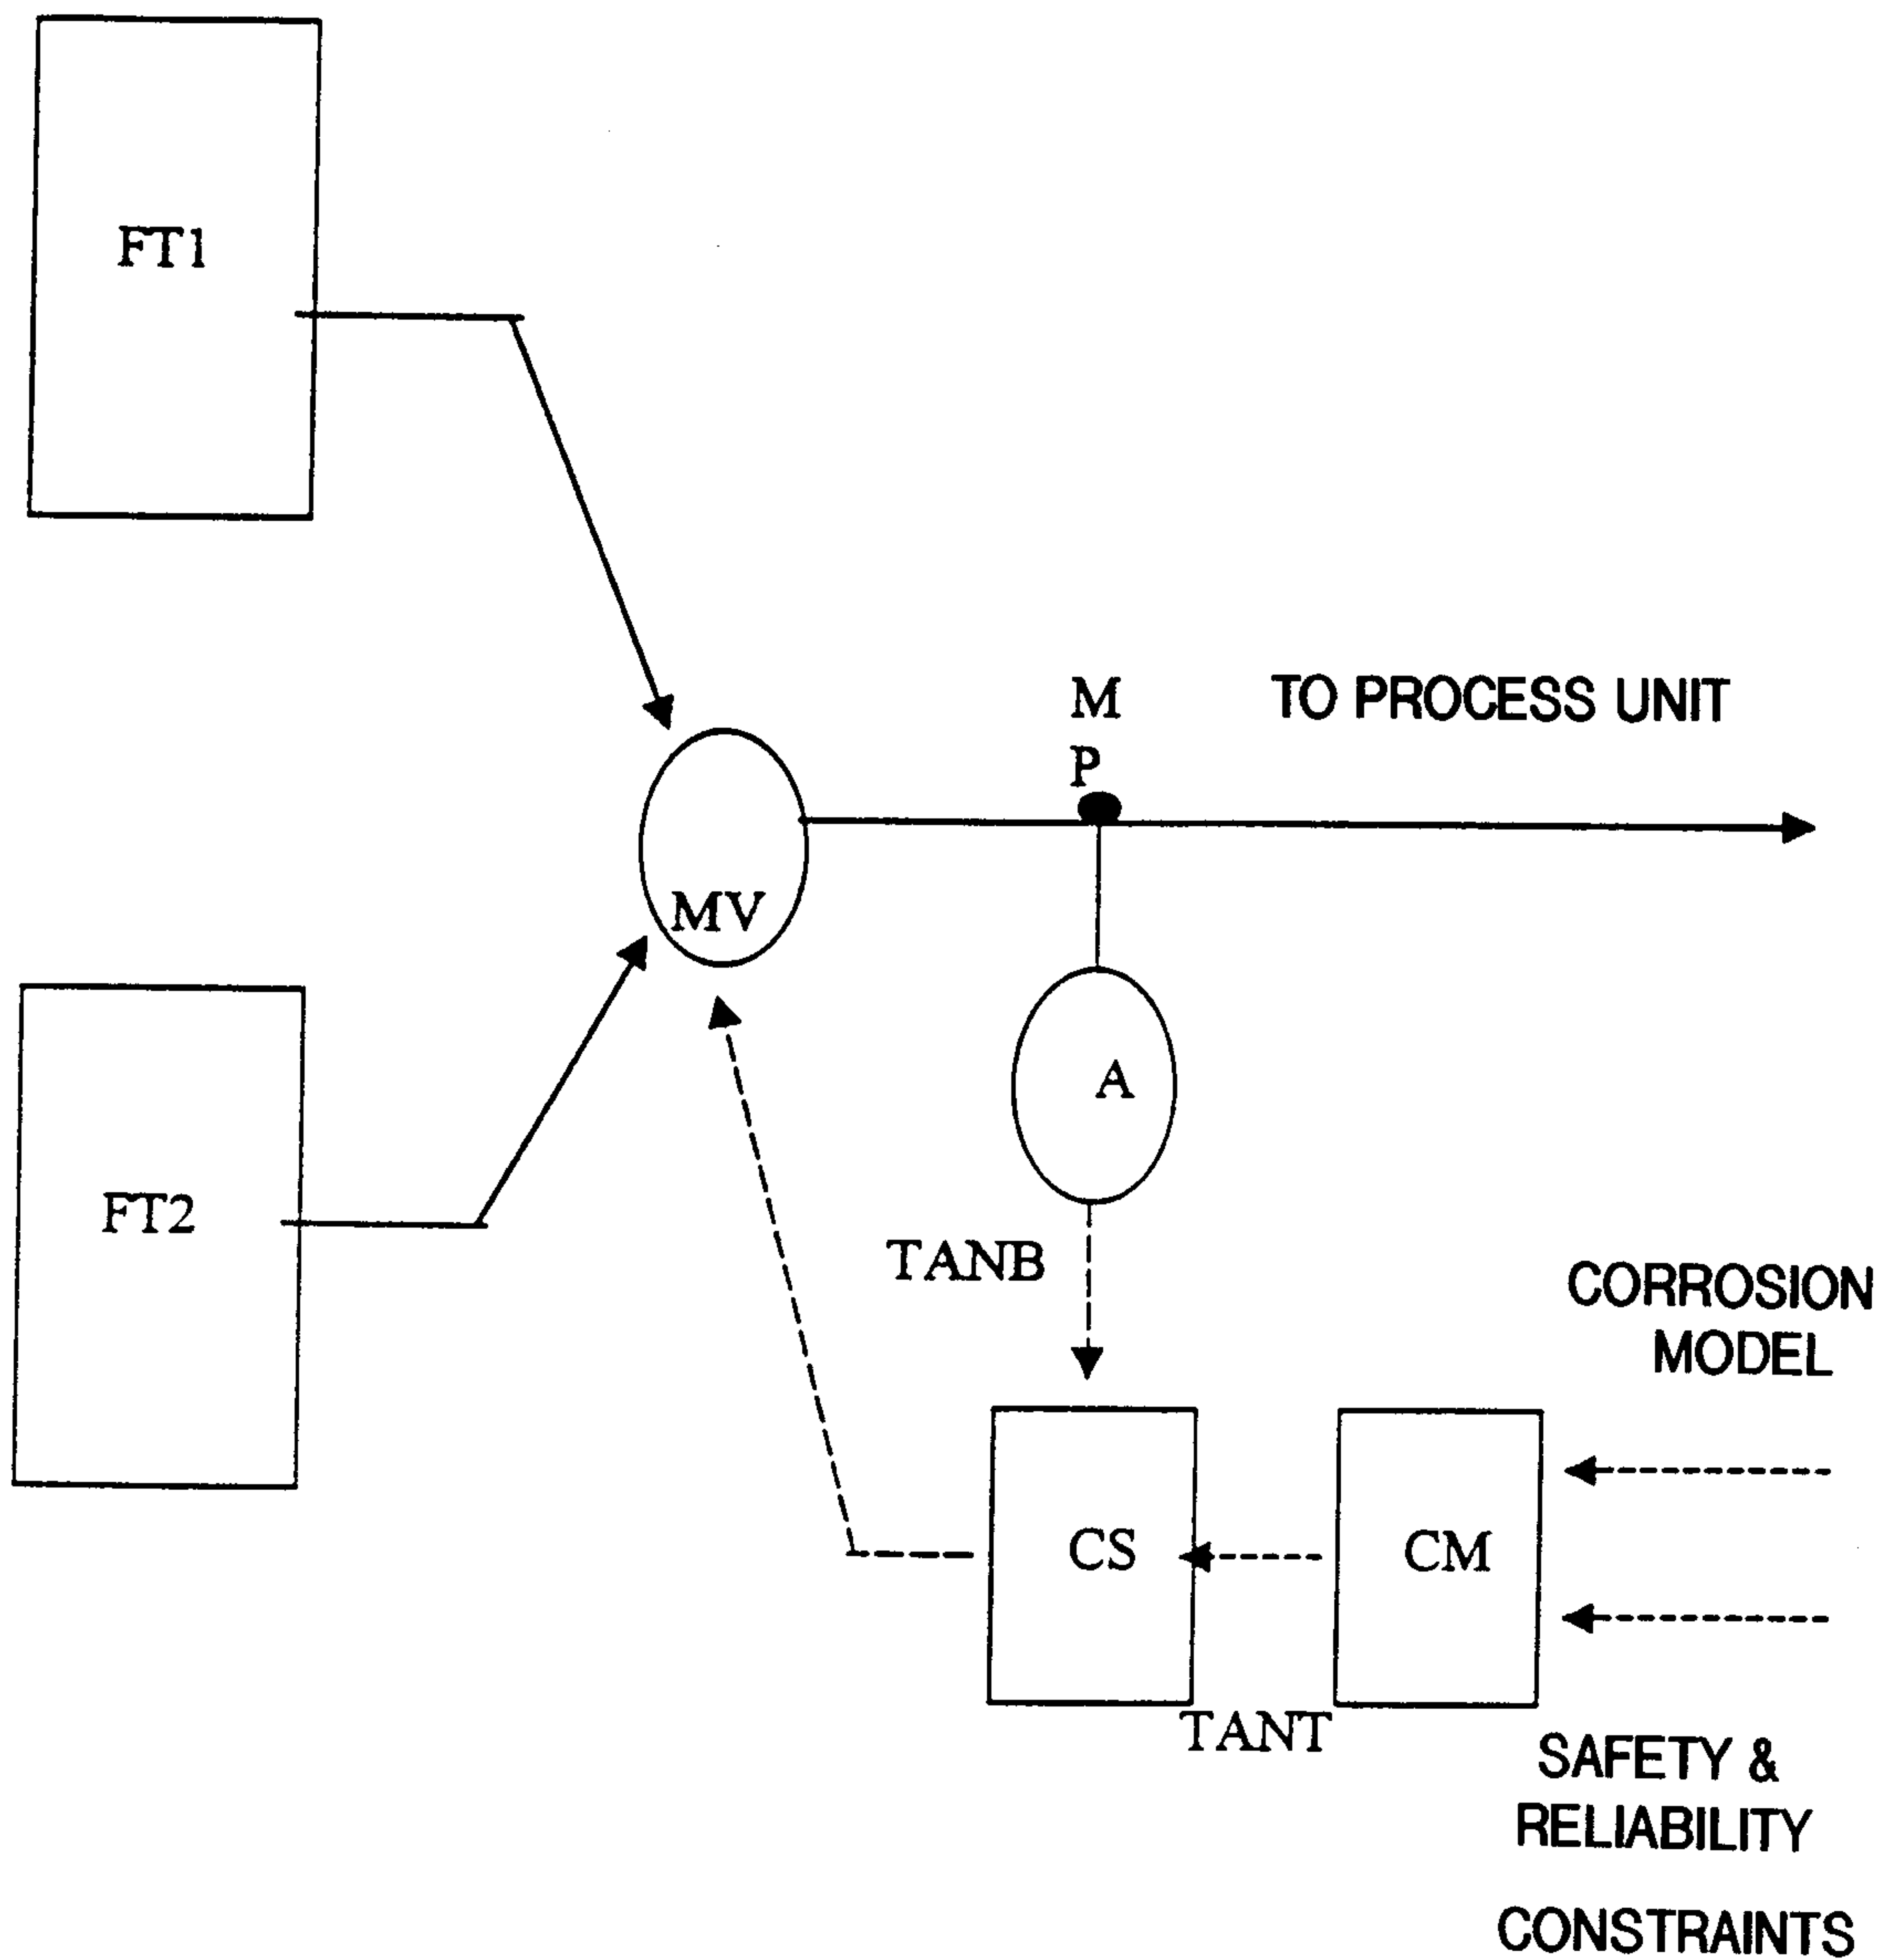 FT1
M
P
TO PROCESS UNIT
MV
A
FT2
TANB
CORROSION
MODEL
CS
CM
TANT
SAFETY &
RELIABILITY
CONSTRAINTS